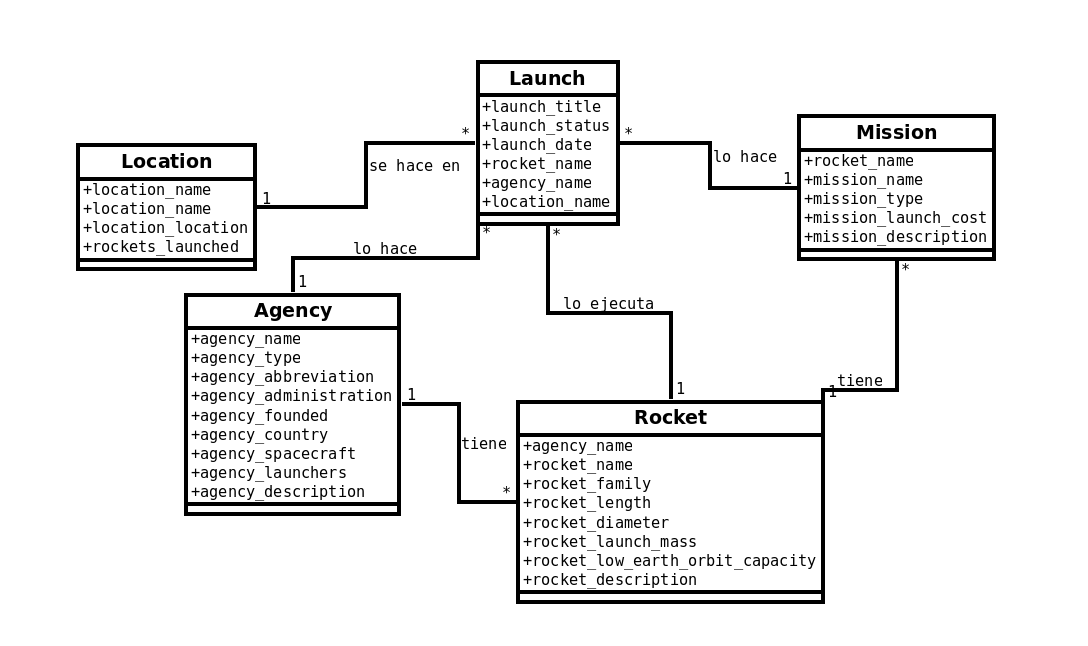 Launch
+launch_title
+launch_status
+launch_date
+rocket_name
+agency_name
+location_name
Location
+location_name
+location_name
+location_location
+rockets_launched
Mission
+rocket_name
+mission_name
+mission_type
+mission_launch_cost
+mission_description
*
se hace en
1
*
lo hace
1
*
lo hace
1
*
lo ejecuta
1
*
tiene
1
Agency
+agency_name
+agency_type
+agency_abbreviation
+agency_administration
+agency_founded
+agency_country
+agency_spacecraft
+agency_launchers
+agency_description
1
tiene
*
Rocket
+agency_name
+rocket_name
+rocket_family
+rocket_length
+rocket_diameter
+rocket_launch_mass
+rocket_low_earth_orbit_capacity
+rocket_description